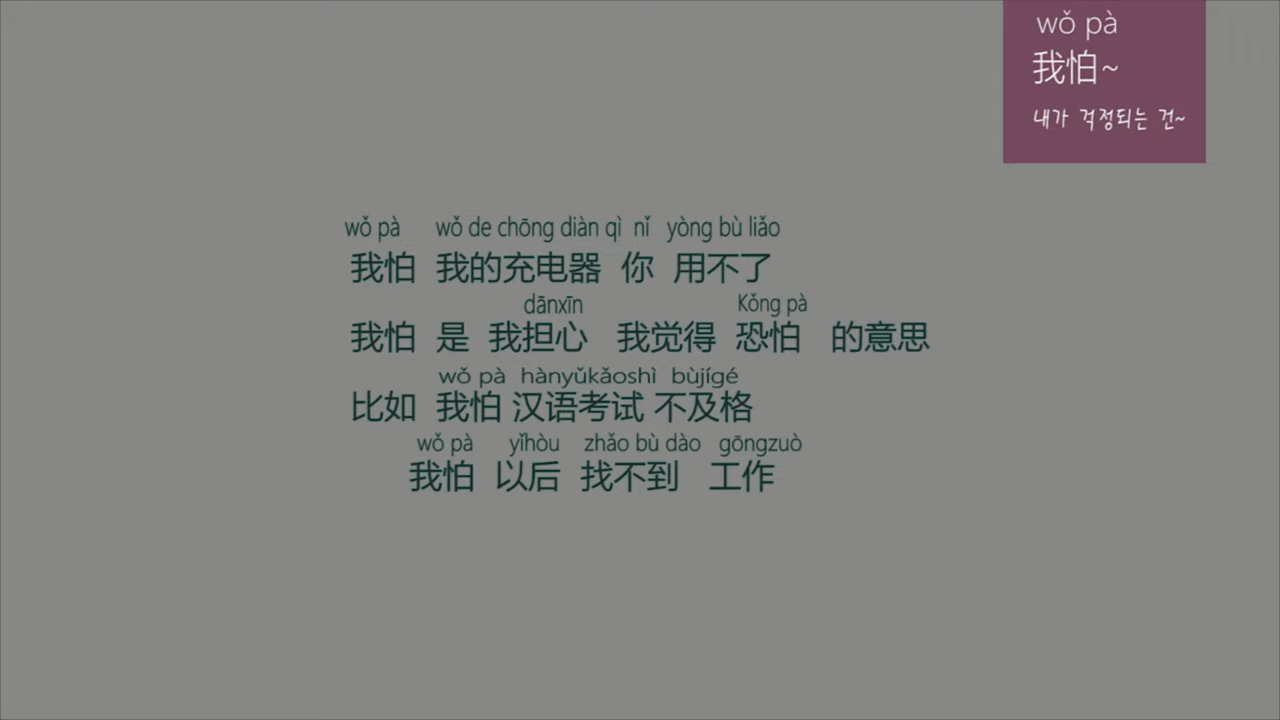 wǒ pà
我怕~
내가 걱정되는 건~
wǒ pà wǒ de chōng diàn qì nǐ yòng bù liǎo
我怕 我的充电器 你 用不了
dānxīn Kǒng pà
我怕 是 我担心 我觉得 恐怕 的意思
wǒ pà hànyǔkǎoshì bùjígé
比如 我怕 汉语考试 不及格
wǒ pà yǐhòu zhǎo bù dào gōngzuò
我怕 以后 找不到 工作